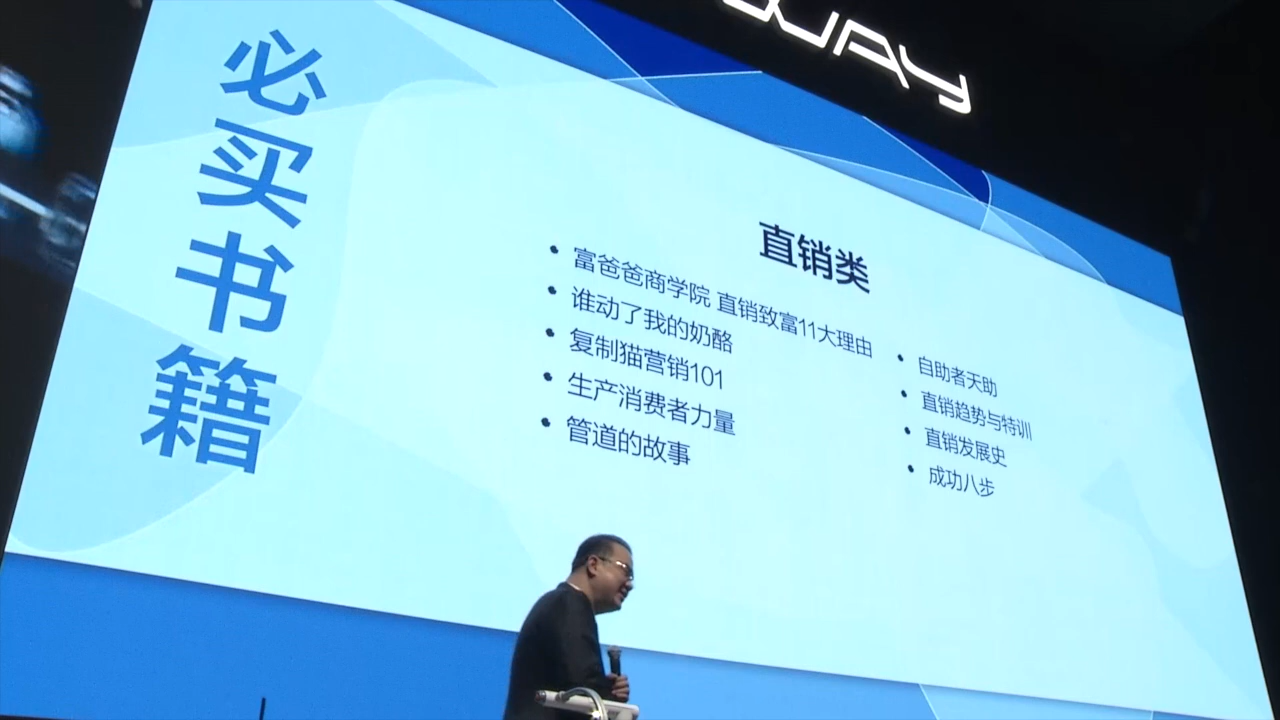 必买书籍
直销类
富爸爸商学院 直销致富11大理由
谁动了我的奶酪
复制猫营销101
生产消费者力量
管道的故事
自助者天助
直销趋势与特训
直销发展史
成功八步